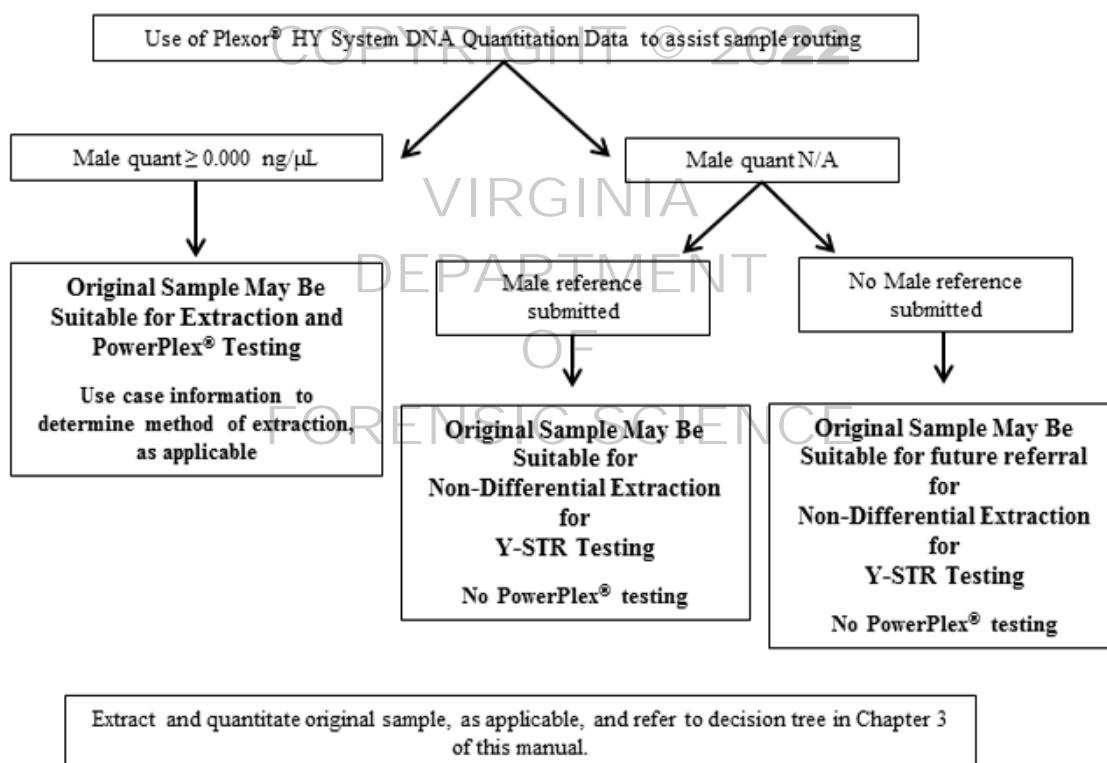 Use of Plexor® HY System DNA Quantitation Data to assist sample routing
COPYRIGHT © 2022
Male quant ≥ 0.000 ng/µL
Male quant N/A
VIRGINIA
DEPARTMENT
OF
FORENSIC SCIENCE
Original Sample May Be
Suitable for Extraction and
PowerPlex® Testing
Use case information to
determine method of extraction,
as applicable
Male reference
submitted
No Male reference
submitted
Original Sample May Be
Suitable for
Non-Differential Extraction
for
Y-STR Testing
No PowerPlex® testing
Original Sample May Be
Suitable for future referral
for
Non-Differential Extraction
for
Y-STR Testing
No PowerPlex® testing
Extract and quantitate original sample, as applicable, and refer to decision tree in Chapter 3
of this manual.